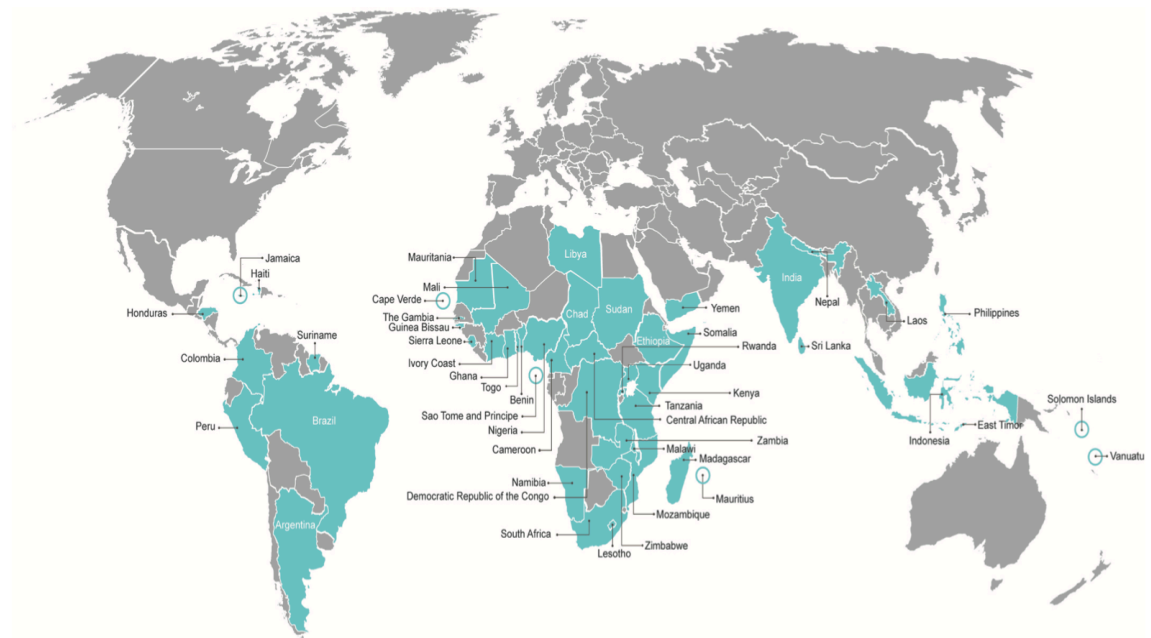 Jamaica
Haiti
Honduras
Suriname
Colombia
Peru
Brazil
Argentina
Mauritania
Mali
Cape Verde
The Gambia
Guinea Bissau
Sierra Leone
Ivory Coast
Ghana
Togo
Benin
Sao Tome and Principe
Nigeria
Cameroon
Namibia
Democratic Republic of the Congo
South Africa
Lesotho
Libya
Chad
Sudan
Ethiopia
Yemen
Somalia
Rwanda
Uganda
Kenya
Tanzania
Central African Republic
Zambia
Malawi
Madagascar
Mauritius
Mozambique
Zimbabwe
India
Nepal
Sri Lanka
Laos
Philippines
Indonesia
East Timor
Solomon Islands
Vanuatu